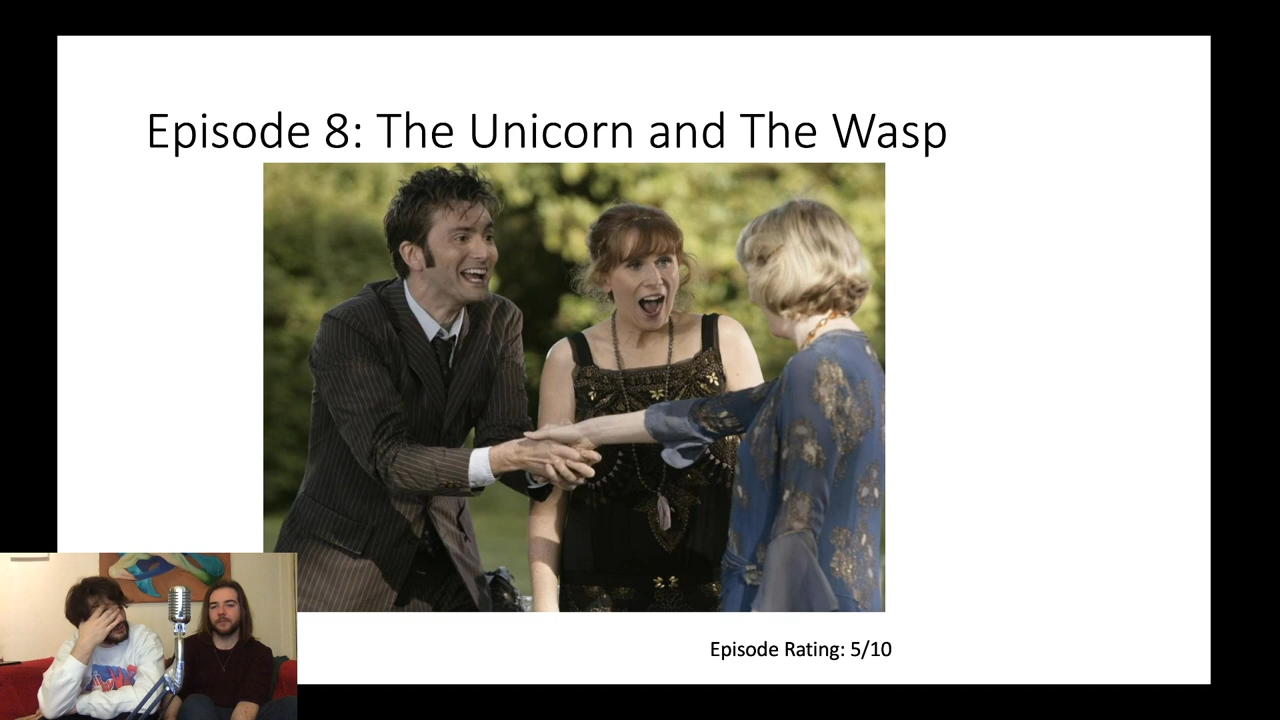 Episode 8: The Unicorn and The Wasp
Episode Rating: 5/10